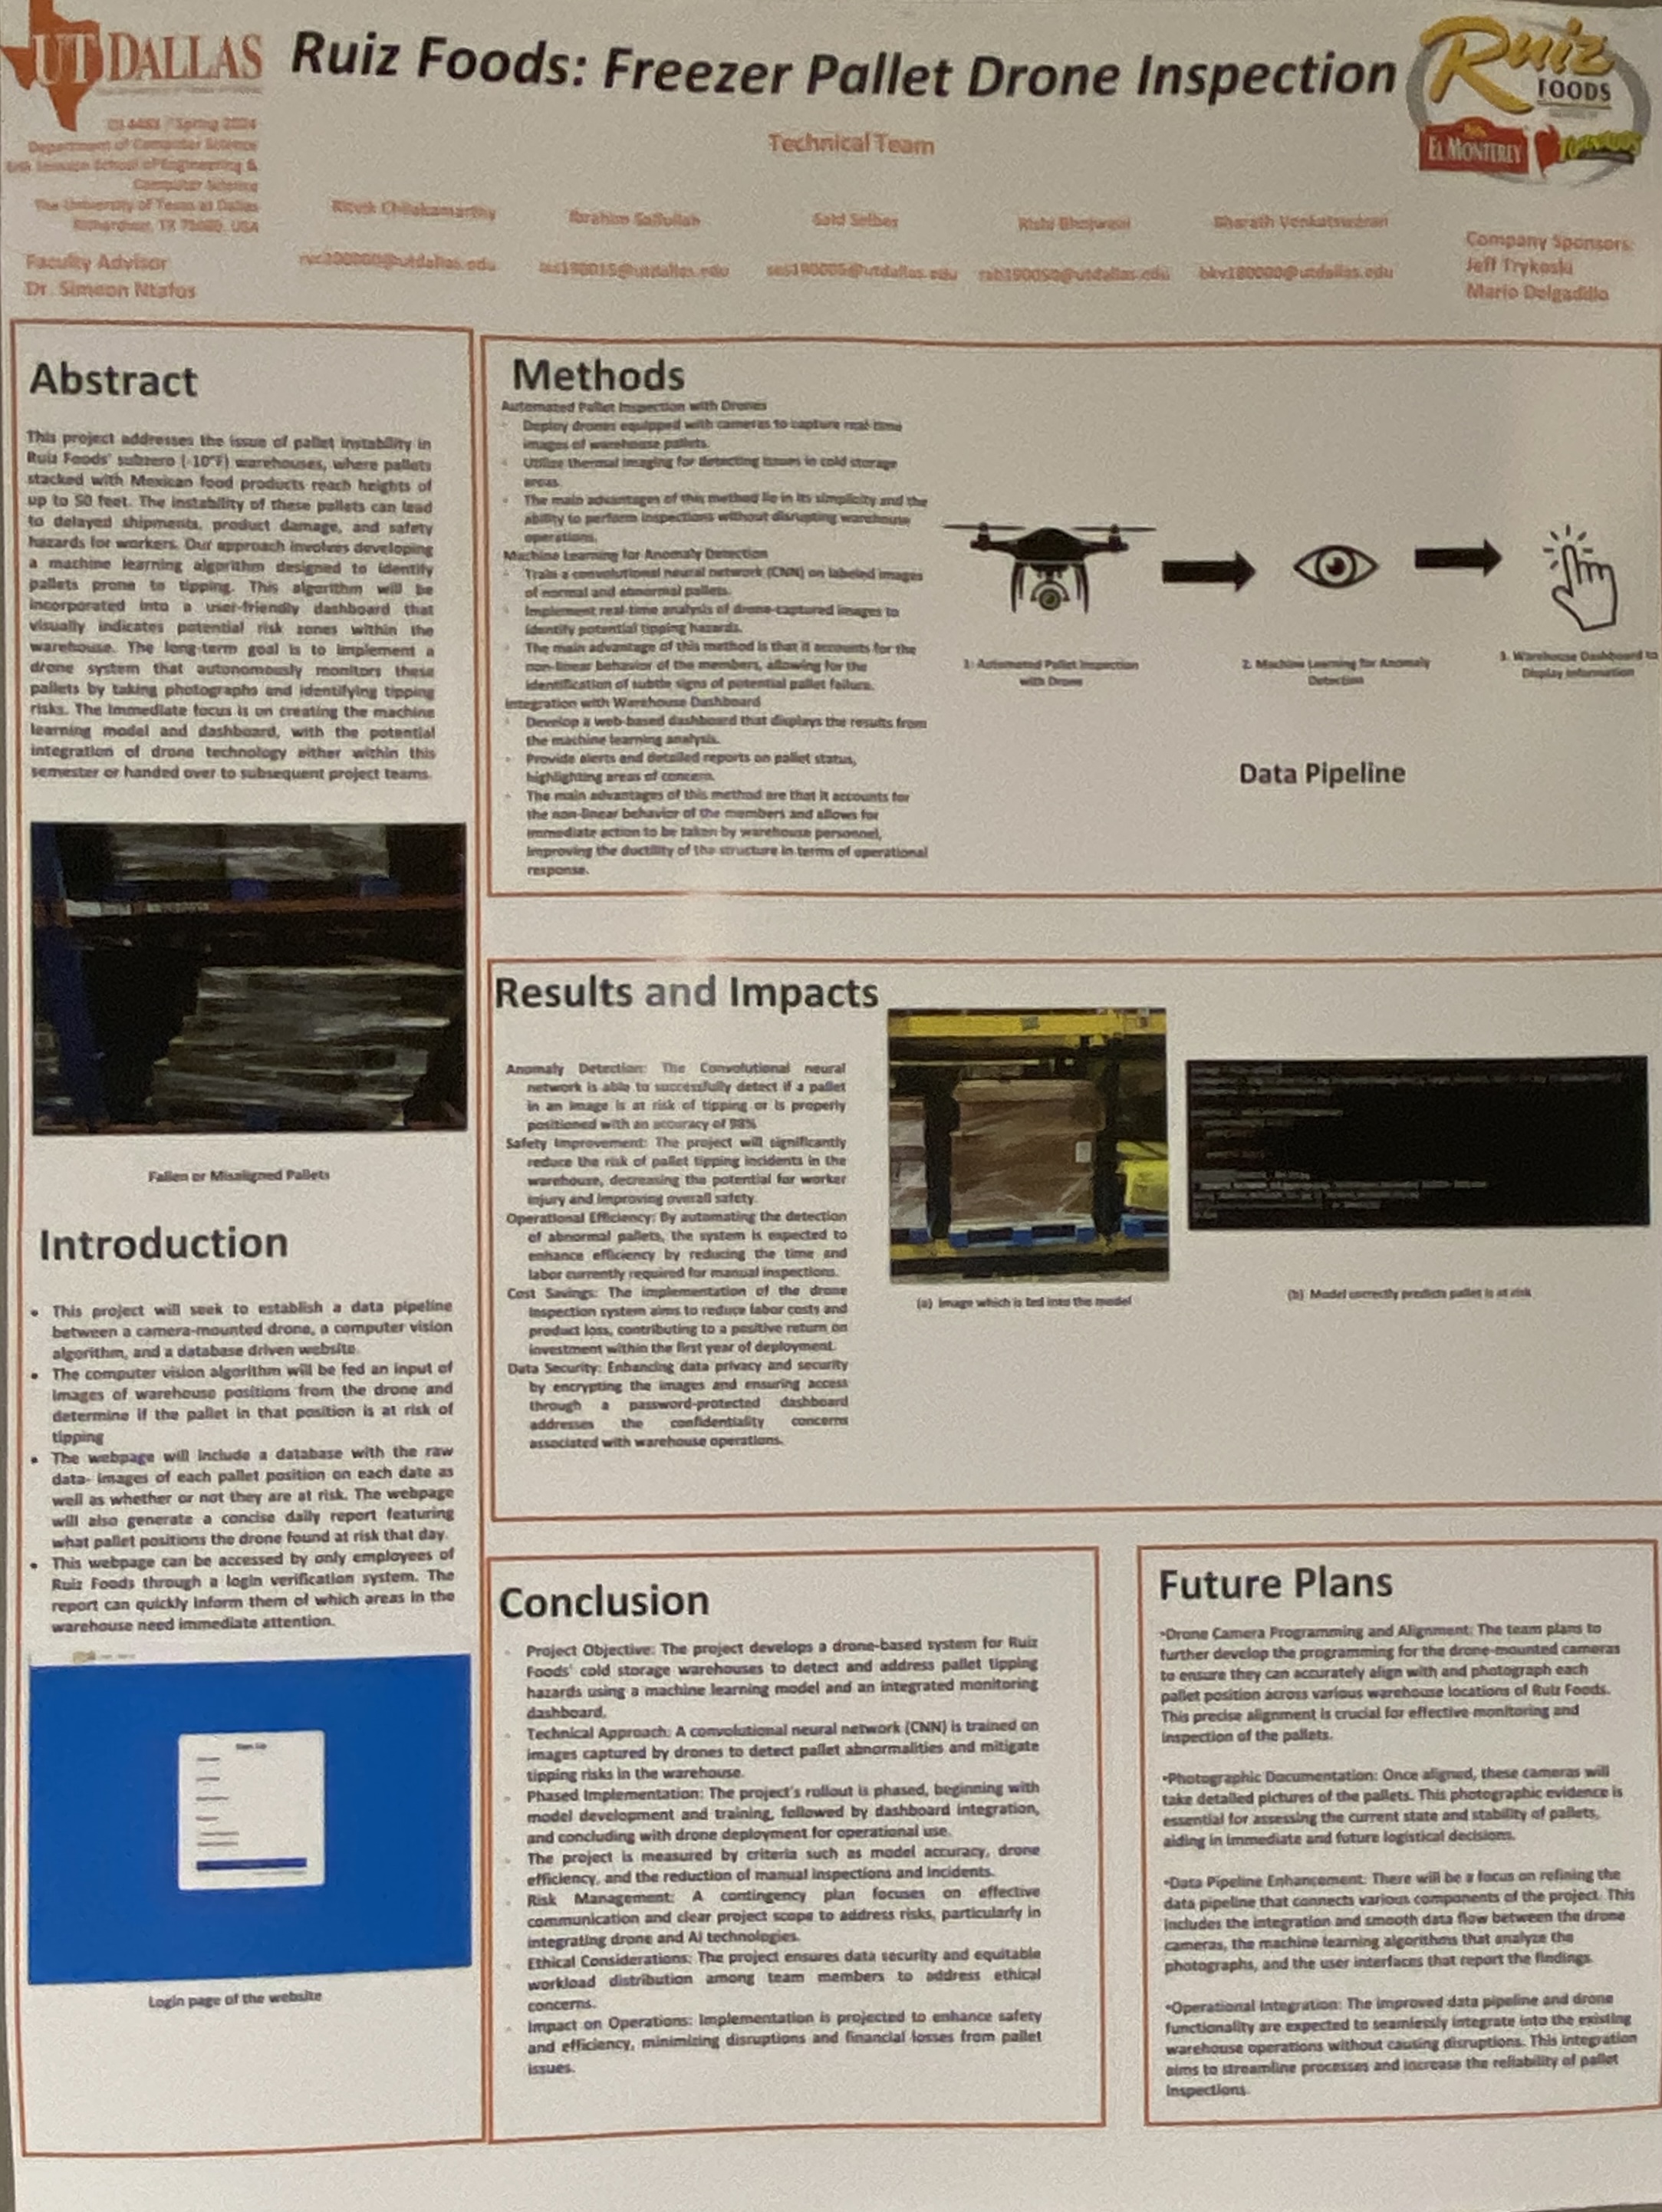 UT DALLAS
Ruiz Foods: Freezer Pallet Drone Inspection
Ruiz
FOODS
EL MONTEREY
TORNADOS
Technical Team
Spring 2024
Department of Computer Science
School of Engineering &
Computer Science
The University of Texas at Dallas
Richardson, TX 75080, USA
Faculty Advisor
Dr. Simeon Ntafos
Ritvik Chilakamarthy
Ibrahim Saifullah
Said Selbes
Rishi Bhojwani
Bharath Venkateswaran
Company Sponsors:
Jeff Trykoski
Mario Delgadillo
Abstract
This project addresses the issue of pallet instability in
Ruiz Foods' subzero (-10°F) warehouses, where pallets
stacked with Mexican food products reach heights of
up to 50 feet. The instability of these pallets can lead
to delayed shipments, product damage, and safety
hazards for workers. Our approach involves developing
a machine learning algorithm designed to identify
pallets prone to tipping. This algorithm will be
incorporated into a user-friendly dashboard that
visually indicates potential risk zones within the
warehouse. The long-term goal is to implement a
drone system that autonomously monitors these
pallets by taking photographs and identifying tipping
risks. The immediate focus is on creating the machine
learning model and dashboard, with the potential
integration of drone technology either within this
semester or handed over to subsequent project teams.
Fallen or Misaligned Pallets
Introduction
• This project will seek to establish a data pipeline
between a camera-mounted drone, a computer vision
algorithm, and a database driven website.
• The computer vision algorithm will be fed an input of
images of warehouse positions from the drone and
determine if the pallet in that position is at risk of
tipping
• The webpage will include a database with the raw
data- images of each pallet position on each date as
well as whether or not they are at risk. The webpage
will also generate a concise daily report featuring
what pallet positions the drone found at risk that day.
• This webpage can be accessed by only employees of
Ruiz Foods through a login verification system. The
report can quickly inform them of which areas in the
warehouse need immediate attention.
Sign Up
Login page of the website
Methods
Automated Pallet Inspection with Drones
Deploy drones equipped with cameras to capture real-time
images of warehouse pallets.
Utilize thermal imaging for detecting issues in cold storage
areas.
The main advantages of this method lie in its simplicity and the
ability to perform inspections without disrupting warehouse
operations.
Machine Learning for Anomaly Detection
Train a convolutional neural network (CNN) on labeled images
of normal and abnormal pallets.
Implement real-time analysis of drone-captured images to
identify potential tipping hazards.
The main advantage of this method is that it accounts for the
non-linear behavior of the members, allowing for the
identification of subtle signs of potential pallet failure.
Integration with Warehouse Dashboard
Develop a web-based dashboard that displays the results from
the machine learning analysis.
Provide alerts and detailed reports on pallet status,
highlighting areas of concern.
The main advantages of this method are that it accounts for
the non-linear behavior of the members and allows for
immediate action to be taken by warehouse personnel,
improving the ductility of the structure in terms of operational
response.
1. Automated Pallet Inspection
with Drone
2. Machine Learning for Anomaly
Detection
3. Warehouse Dashboard to
Display Information
Data Pipeline
Results and Impacts
Anomaly Detection: The Convolutional neural
network is able to successfully detect if a pallet
in an image is at risk of tipping or is properly
positioned with an accuracy of 98%
Safety Improvement: The project will significantly
reduce the risk of pallet tipping incidents in the
warehouse, decreasing the potential for worker
injury and improving overall safety.
Operational Efficiency: By automating the detection
of abnormal pallets, the system is expected to
enhance efficiency by reducing the time and
labor currently required for manual inspections.
Cost Savings: The implementation of the drone
inspection system aims to reduce labor costs and
product loss, contributing to a positive return on
investment within the first year of deployment.
Data Security: Enhancing data privacy and security
by encrypting the images and ensuring access
through a password-protected dashboard
addresses the confidentiality concerns
associated with warehouse operations.
(a) Image which is fed into the model
(b) Model correctly predicts pallet is at risk
Conclusion
Project Objective: The project develops a drone-based system for Ruiz
Foods' cold storage warehouses to detect and address pallet tipping
hazards using a machine learning model and an integrated monitoring
dashboard.
Technical Approach: A convolutional neural network (CNN) is trained on
images captured by drones to detect pallet abnormalities and mitigate
tipping risks in the warehouse.
Phased Implementation: The project's rollout is phased, beginning with
model development and training, followed by dashboard integration,
and concluding with drone deployment for operational use.
The project is measured by criteria such as model accuracy, drone
efficiency, and the reduction of manual inspections and incidents.
Risk Management: A contingency plan focuses on effective
communication and clear project scope to address risks, particularly in
integrating drone and AI technologies.
Ethical Considerations: The project ensures data security and equitable
workload distribution among team members to address ethical
concerns.
Impact on Operations: Implementation is projected to enhance safety
and efficiency, minimizing disruptions and financial losses from pallet
issues.
Future Plans
•Drone Camera Programming and Alignment: The team plans to
further develop the programming for the drone-mounted cameras
to ensure they can accurately align with and photograph each
pallet position across various warehouse locations of Ruiz Foods.
This precise alignment is crucial for effective monitoring and
inspection of the pallets.
•Photographic Documentation: Once aligned, these cameras will
take detailed pictures of the pallets. This photographic evidence is
essential for assessing the current state and stability of pallets,
aiding in immediate and future logistical decisions.
•Data Pipeline Enhancement: There will be a focus on refining the
data pipeline that connects various components of the project. This
includes the integration and smooth data flow between the drone
cameras, the machine learning algorithms that analyze the
photographs, and the user interfaces that report the findings.
•Operational Integration: The improved data pipeline and drone
functionality are expected to seamlessly integrate into the existing
warehouse operations without causing disruptions. This integration
aims to streamline processes and increase the reliability of pallet
inspections.